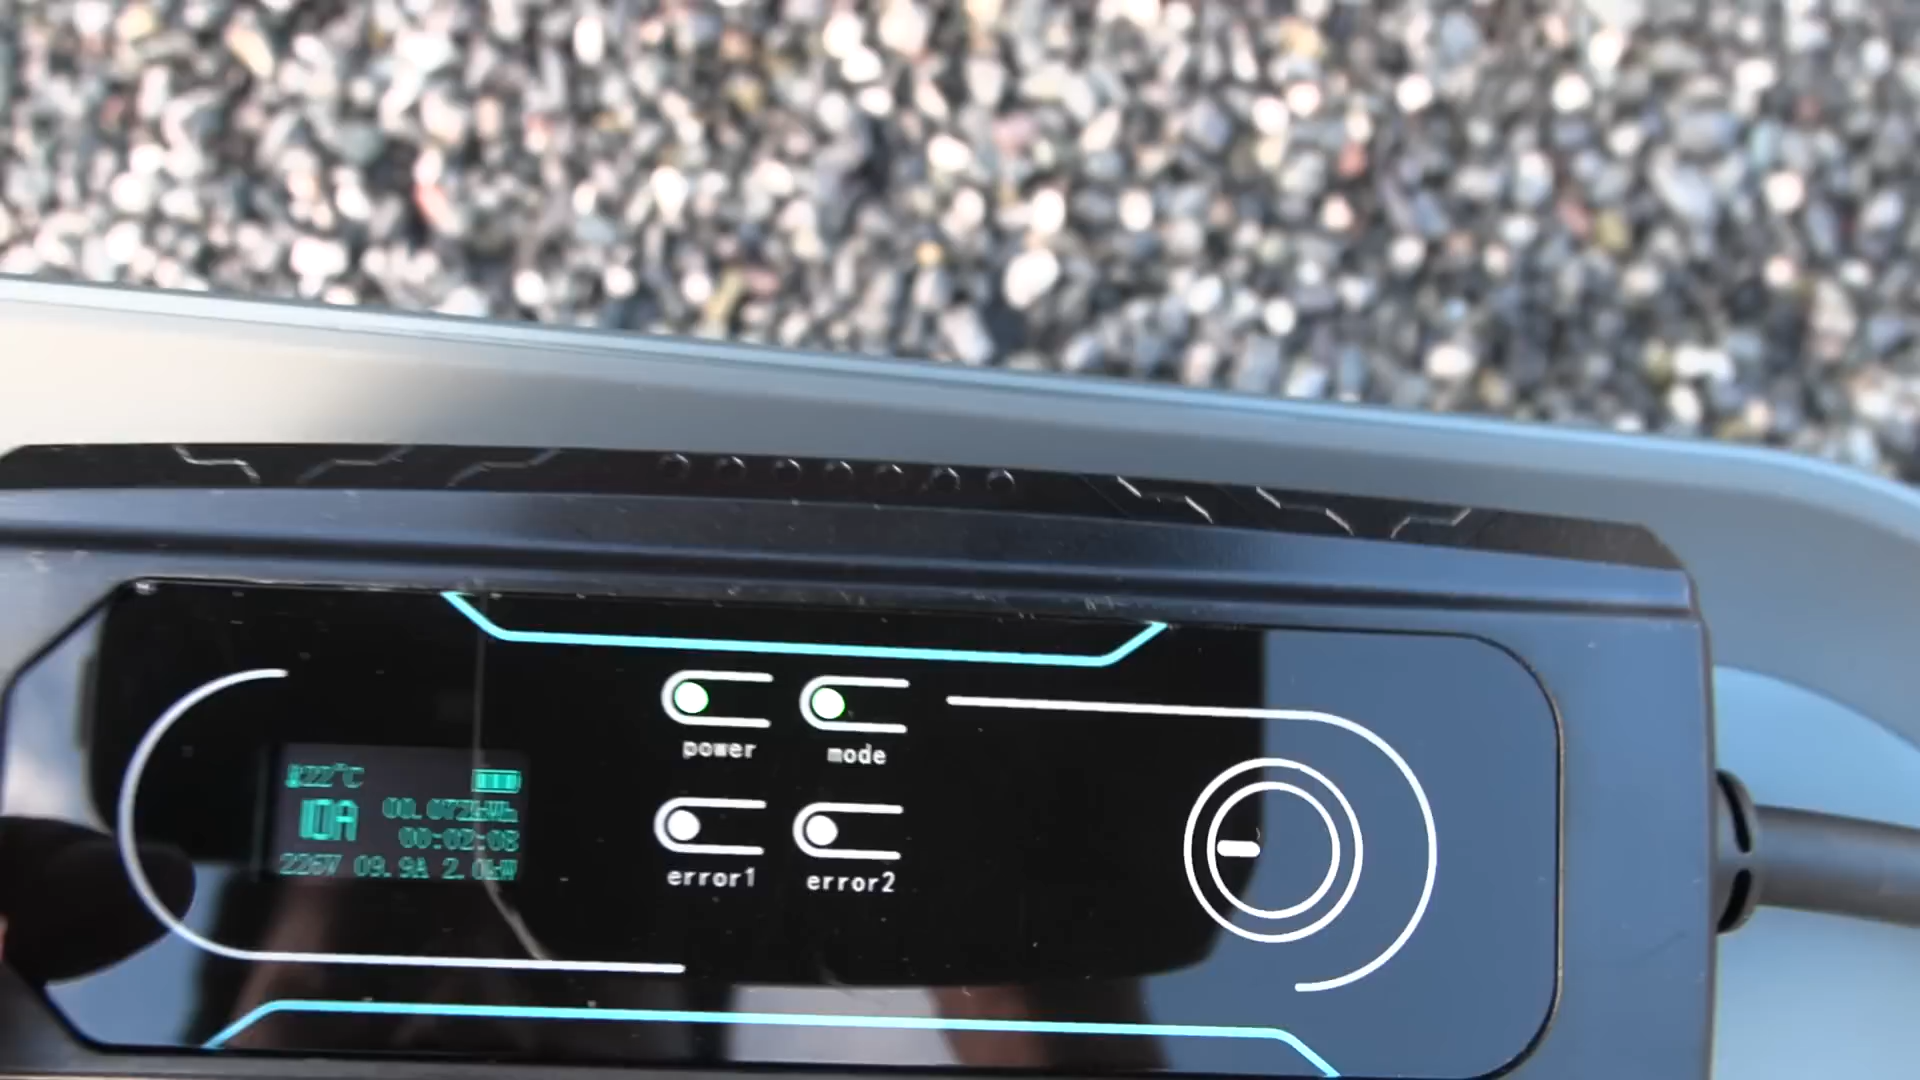 22°C
10A 00.072kWh
00:02:08
226V 09.9A 2.0kW
power mode
error1 error2